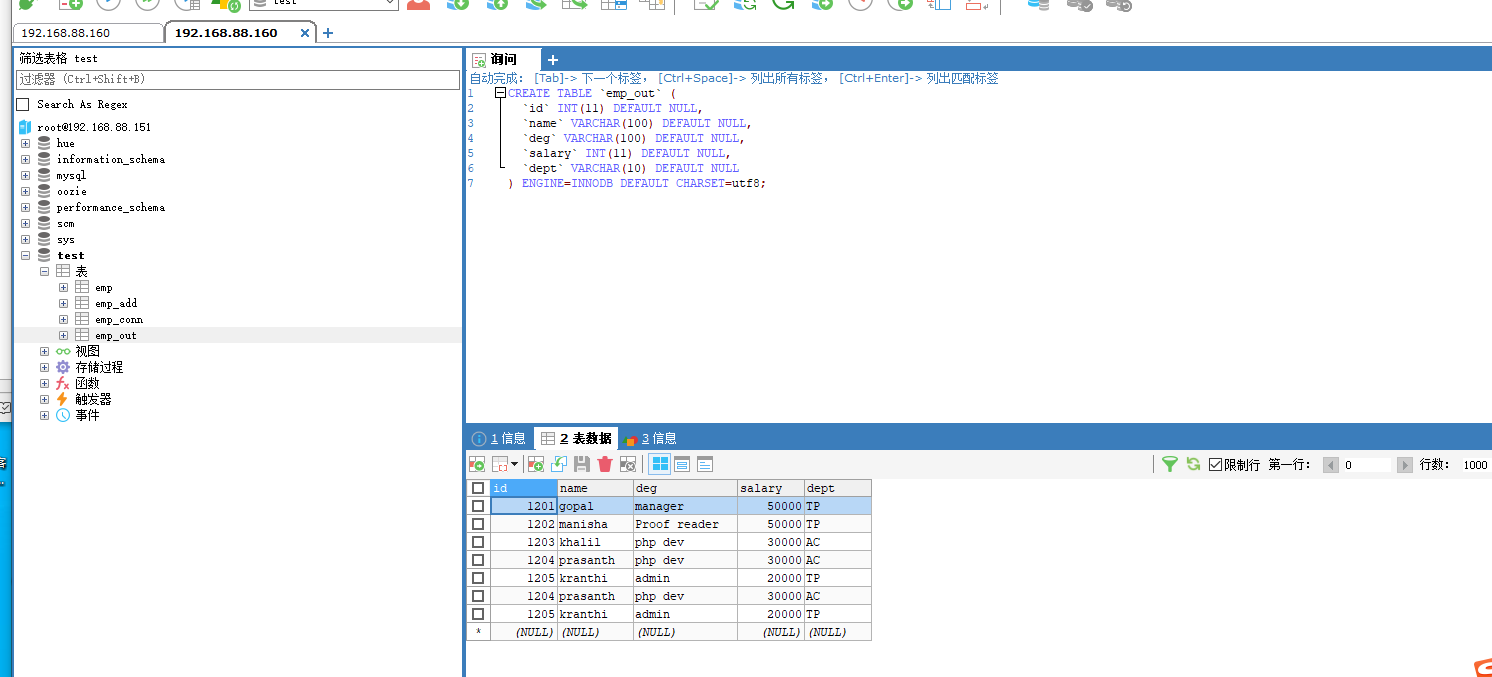 test
192.168.88.160
192.168.88.160
筛选表格 test
过滤器 (Ctrl+Shift+B)
Search As Regex
root@192.168.88.151
hue
information_schema
mysql
oozie
performance_schema
scm
sys
test
表
emp
emp_add
emp_conn
emp_out
视图
存储过程
函数
触发器
事件
询问
自动完成: [Tab]-> 下一个标签, [Ctrl+Space]-> 列出所有标签, [Ctrl+Enter]-> 列出匹配标签
1 CREATE TABLE `emp_out` (
2 `id` INT(11) DEFAULT NULL,
3 `name` VARCHAR(100) DEFAULT NULL,
4 `deg` VARCHAR(100) DEFAULT NULL,
5 `salary` INT(11) DEFAULT NULL,
6 `dept` VARCHAR(10) DEFAULT NULL
7 ) ENGINE=INNODB DEFAULT CHARSET=utf8;
1 信息 2 表数据 3 信息
限制行 第一行: 0 行数: 1000
id name deg salary dept
1201 gopal manager 50000 TP
1202 manisha Proof reader 50000 TP
1203 khalil php dev 30000 AC
1204 prasanth php dev 30000 AC
1205 kranthi admin 20000 TP
1204 prasanth php dev 30000 AC
1205 kranthi admin 20000 TP
* (NULL) (NULL) (NULL) (NULL) (NULL)